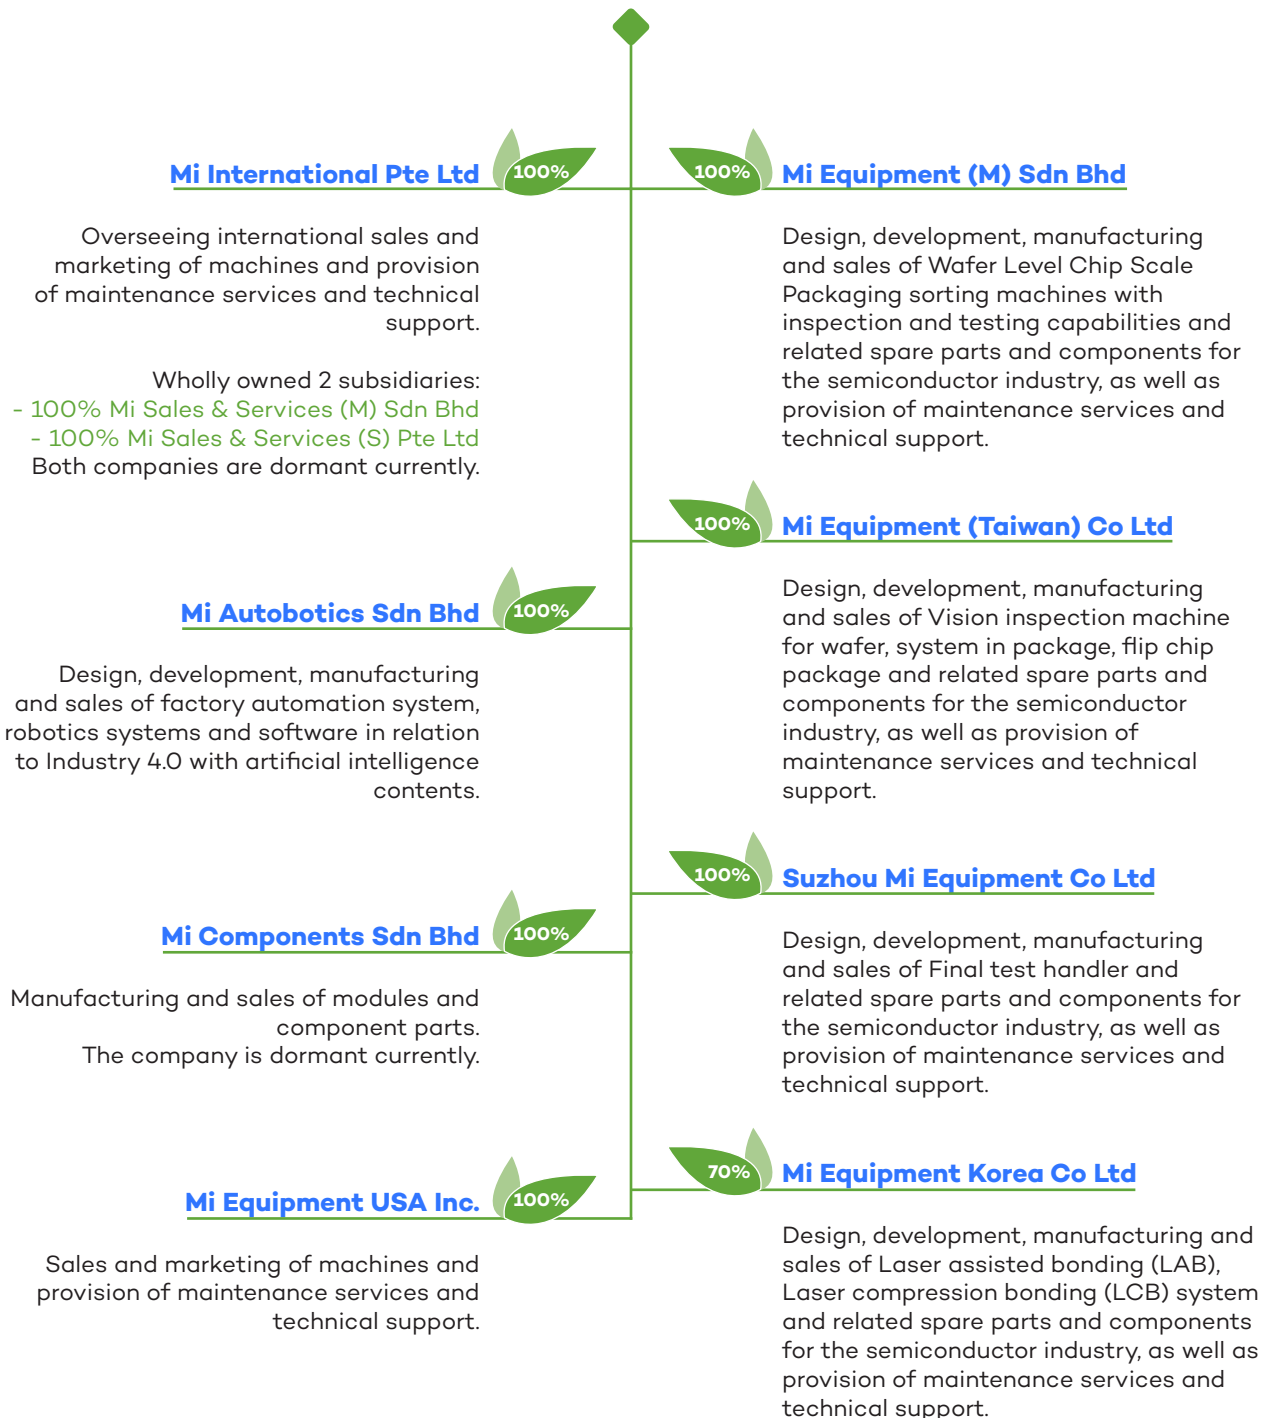 Mi International Pte Ltd
100%
Overseeing international sales and
marketing of machines and provision
of maintenance services and technical
support.
Wholly owned 2 subsidiaries:
- 100% Mi Sales & Services (M) Sdn Bhd
- 100% Mi Sales & Services (S) Pte Ltd
Both companies are dormant currently.
Mi Autobotics Sdn Bhd
100%
Design, development, manufacturing
and sales of factory automation system,
robotics systems and software in relation
to Industry 4.0 with artificial intelligence
contents.
Mi Components Sdn Bhd
100%
Manufacturing and sales of modules and
component parts.
The company is dormant currently.
Mi Equipment USA Inc.
100%
Sales and marketing of machines and
provision of maintenance services and
technical support.
100%
Mi Equipment (M) Sdn Bhd
Design, development, manufacturing
and sales of Wafer Level Chip Scale
Packaging sorting machines with
inspection and testing capabilities and
related spare parts and components for
the semiconductor industry, as well as
provision of maintenance services and
technical support.
100%
Mi Equipment (Taiwan) Co Ltd
Design, development, manufacturing
and sales of Vision inspection machine
for wafer, system in package, flip chip
package and related spare parts and
components for the semiconductor
industry, as well as provision of
maintenance services and technical
support.
100%
Suzhou Mi Equipment Co Ltd
Design, development, manufacturing
and sales of Final test handler and
related spare parts and components for
the semiconductor industry, as well as
provision of maintenance services and
technical support.
70%
Mi Equipment Korea Co Ltd
Design, development, manufacturing and
sales of Laser assisted bonding (LAB),
Laser compression bonding (LCB) system
and related spare parts and components
for the semiconductor industry, as well as
provision of maintenance services and
technical support.